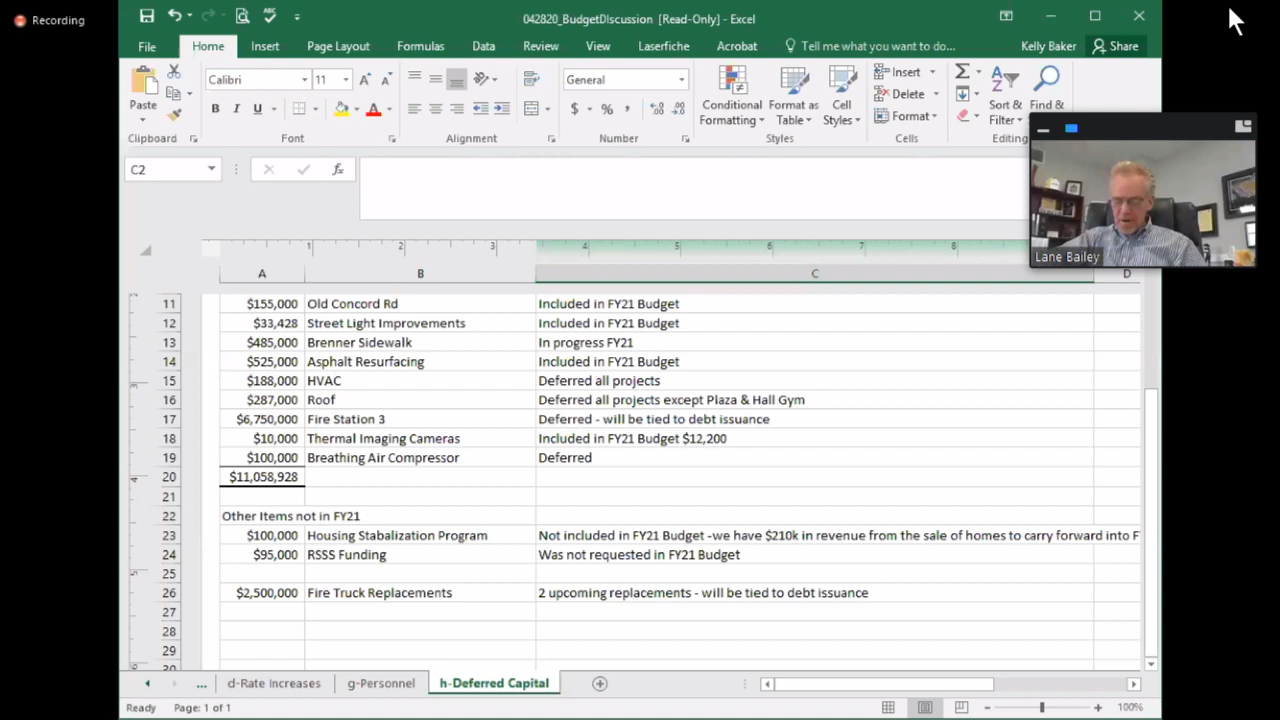 Recording
042820_BudgetDIscussion [Read-Only] - Excel
File Home Insert Page Layout Formulas Data Review View Laserfiche Acrobat Tell me what you want to do... Kelly Baker Share
Calibri 11 General
Paste
B I U A $ % ,
Conditional Formatting Format as Table Cell Styles
Insert
Delete
Format
Sort & Filter Find &
Clipboard Font Alignment Number Styles Cells Editing
C2 fx
1 2 3 4 5 6 7 8
A B C D
11 $155,000 Old Concord Rd Included in FY21 Budget
12 $33,428 Street Light Improvements Included in FY21 Budget
13 $485,000 Brenner Sidewalk In progress FY21
14 $525,000 Asphalt Resurfacing Included in FY21 Budget
15 $188,000 HVAC Deferred all projects
16 $287,000 Roof Deferred all projects except Plaza & Hall Gym
17 $6,750,000 Fire Station 3 Deferred - will be tied to debt issuance
18 $10,000 Thermal Imaging Cameras Included in FY21 Budget $12,200
19 $100,000 Breathing Air Compressor Deferred
20 $11,058,928
21
22 Other Items not in FY21
23 $100,000 Housing Stabalization Program Not included in FY21 Budget -we have $210k in revenue from the sale of homes to carry forward into F
24 $95,000 RSSS Funding Was not requested in FY21 Budget
25
26 $2,500,000 Fire Truck Replacements 2 upcoming replacements - will be tied to debt issuance
27
28
29
30
Lane Bailey
... d-Rate Increases g-Personnel h-Deferred Capital
Ready Page: 1 of 1 100%